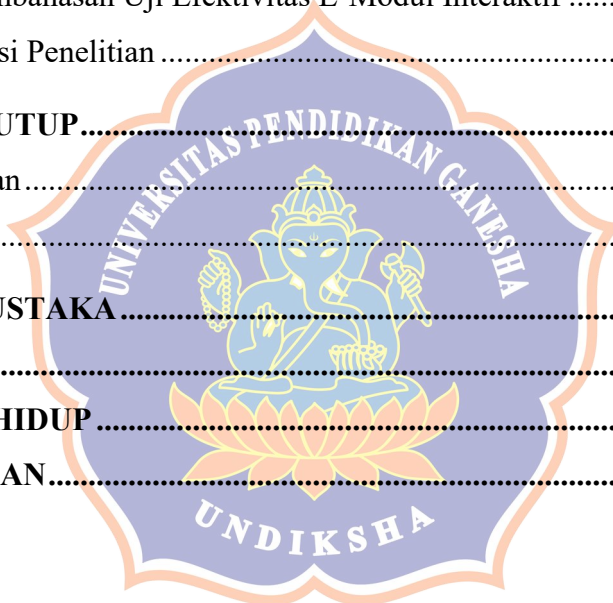 mbahasan Uji Efektivitas E-Modul Interaktif ......
si Penelitian ..........................................................
UTUP.....................................................................
UNIVERSITAS PENDIDIKAN GANESHA
an............................................................................
................................................................................
USTAKA................................................................
................................................................................
HIDUP...................................................................
AN.........................................................................
UNDIKSHA